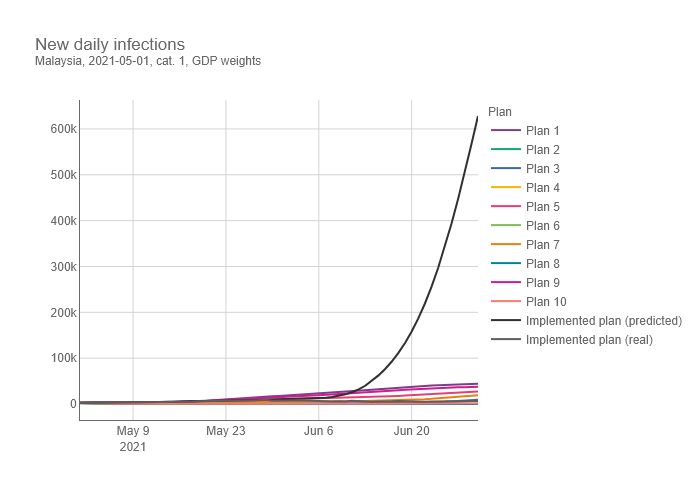 New daily infections
Malaysia, 2021-05-01, cat. 1, GDP weights
600k
500k
400k
300k
200k
100k
0
May 9
2021
May 23
Jun 6
Jun 20
Plan
Plan 1
Plan 2
Plan 3
Plan 4
Plan 5
Plan 6
Plan 7
Plan 8
Plan 9
Plan 10
Implemented plan (predicted)
Implemented plan (real)